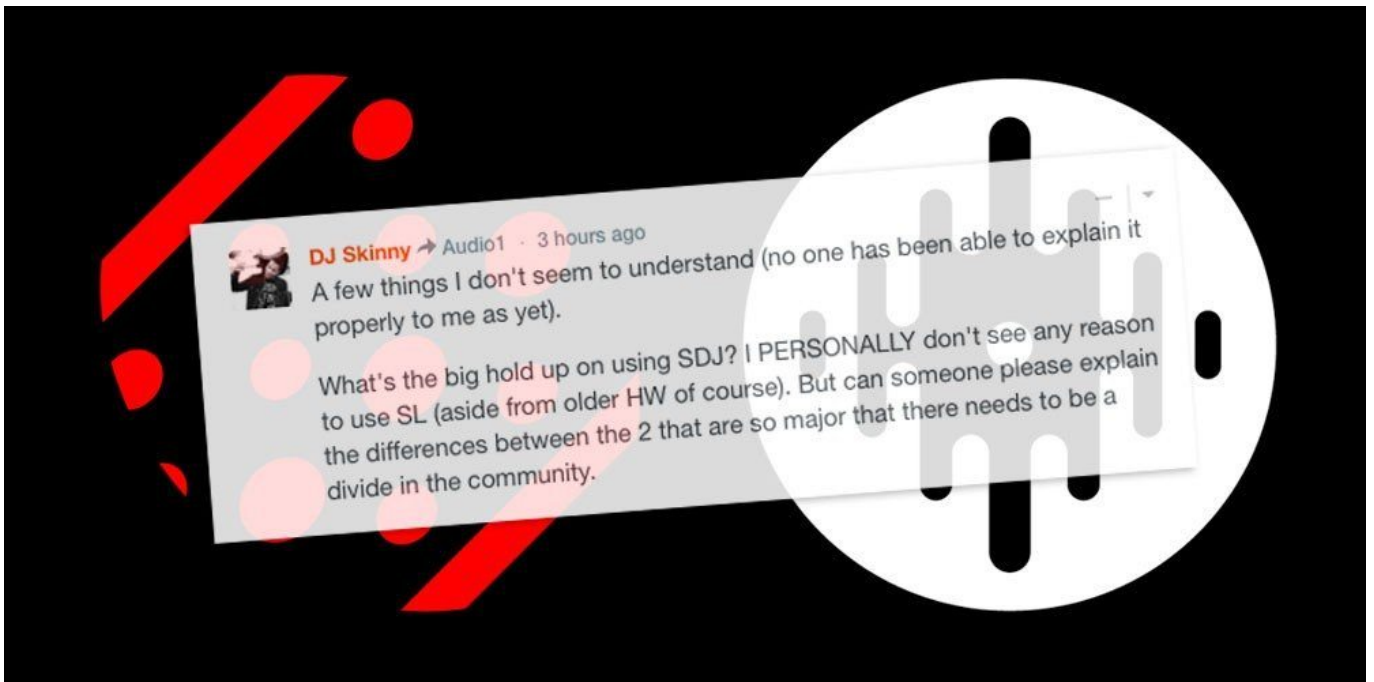 DJ Skinny Audio1 · 3 hours ago
A few things I don't seem to understand (no one has been able to explain it
properly to me as yet).
What's the big hold up on using SDJ? I PERSONALLY don't see any reason
to use SL (aside from older HW of course). But can someone please explain
the differences between the 2 that are so major that there needs to be a
divide in the community.